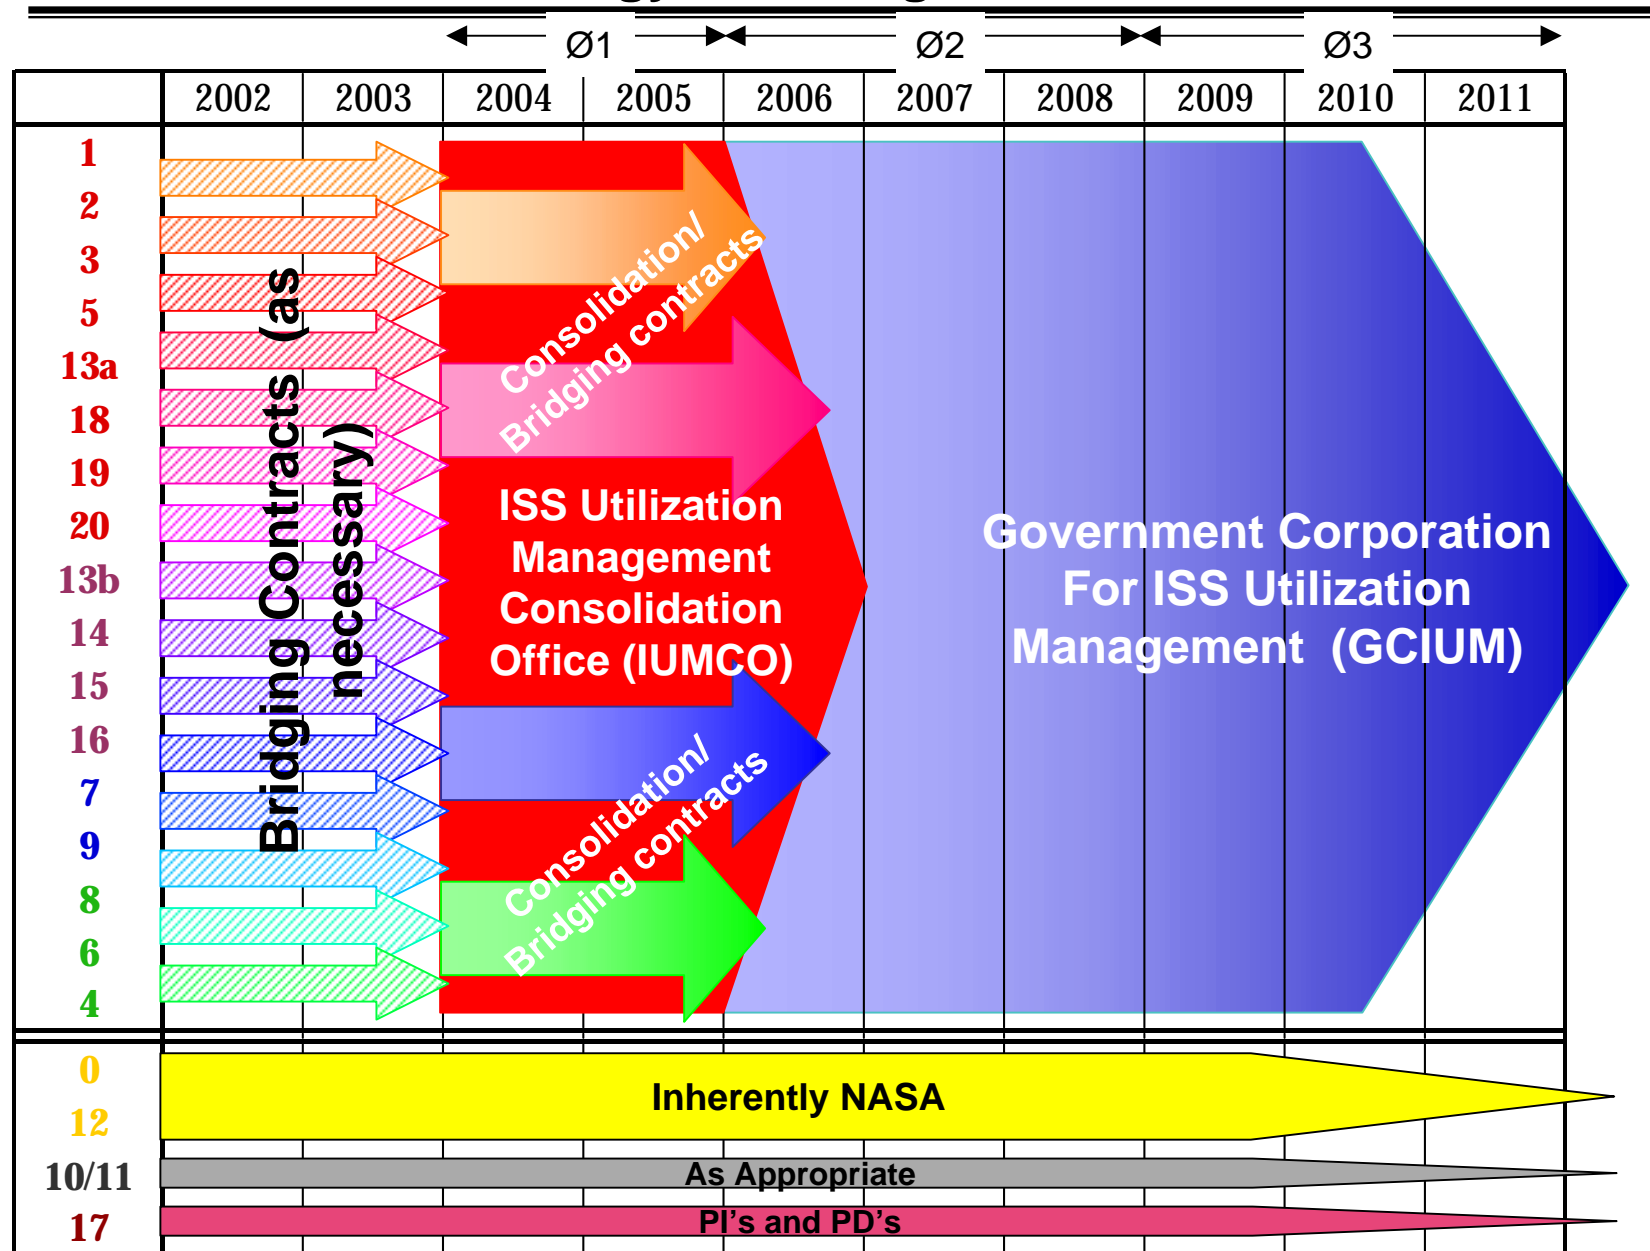 Ø1 Ø2 Ø3
2002 2003 2004 2005 2006 2007 2008 2009 2010 2011
1
2
3
5
13a
18
19
20
13b
14
15
16
7
9
8
6
4
Bridging Contracts (as
necessary)
Consolidation/
Bridging contracts
ISS Utilization
Management
Consolidation
Office (IUMCO)
Consolidation/
Bridging contracts
Government Corporation
For ISS Utilization
Management (GCIUM)
0
12
Inherently NASA
10/11
As Appropriate
17
PI's and PD's